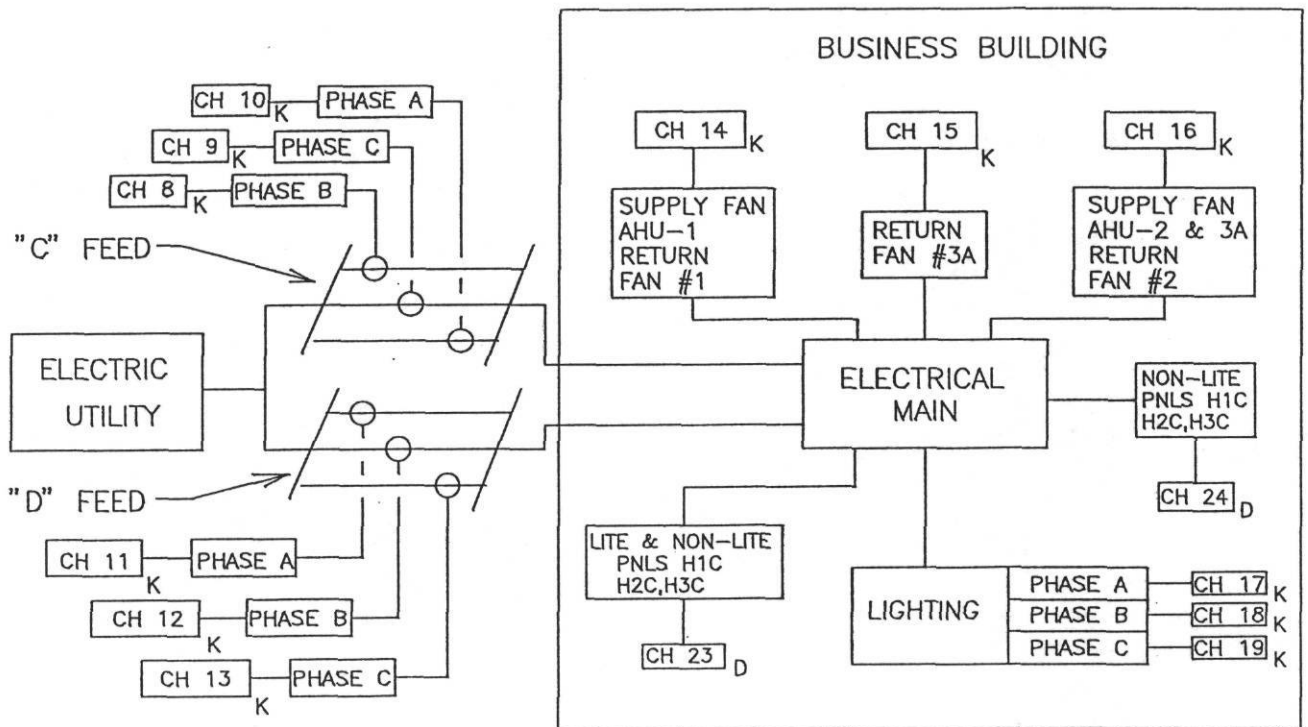 BUSINESS BUILDING
CH 10 K PHASE A
CH 9 K PHASE C
CH 8 K PHASE B
"C" FEED
ELECTRIC
UTILITY
"D" FEED
CH 11 K PHASE A
CH 12 K PHASE B
CH 13 K PHASE C
CH 14 K
SUPPLY FAN
AHU-1
RETURN
FAN #1
CH 15 K
RETURN
FAN #3A
CH 16 K
SUPPLY FAN
AHU-2 & 3A
RETURN
FAN #2
ELECTRICAL
MAIN
NON-LITE
PNLS H1C
H2C,H3C
CH 24 D
LITE & NON-LITE
PNLS H1C
H2C,H3C
CH 23 D
LIGHTING
PHASE A CH 17 K
PHASE B CH 18 K
PHASE C CH 19 K